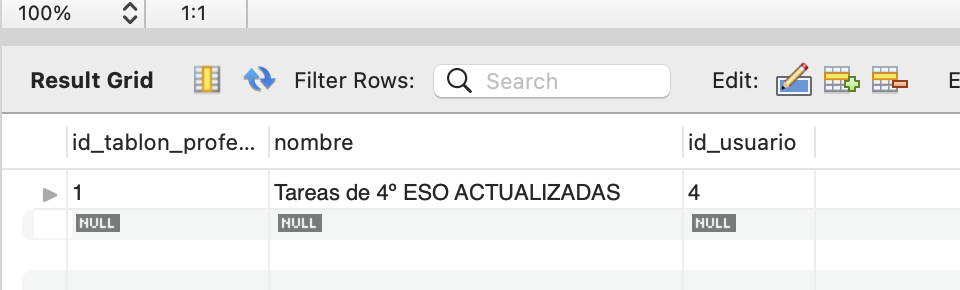 100% 1:1
Result Grid Filter Rows: Search Edit: E
id_tablon_profe... nombre id_usuario
1 Tareas de 4º ESO ACTUALIZADAS 4
NULL NULL NULL